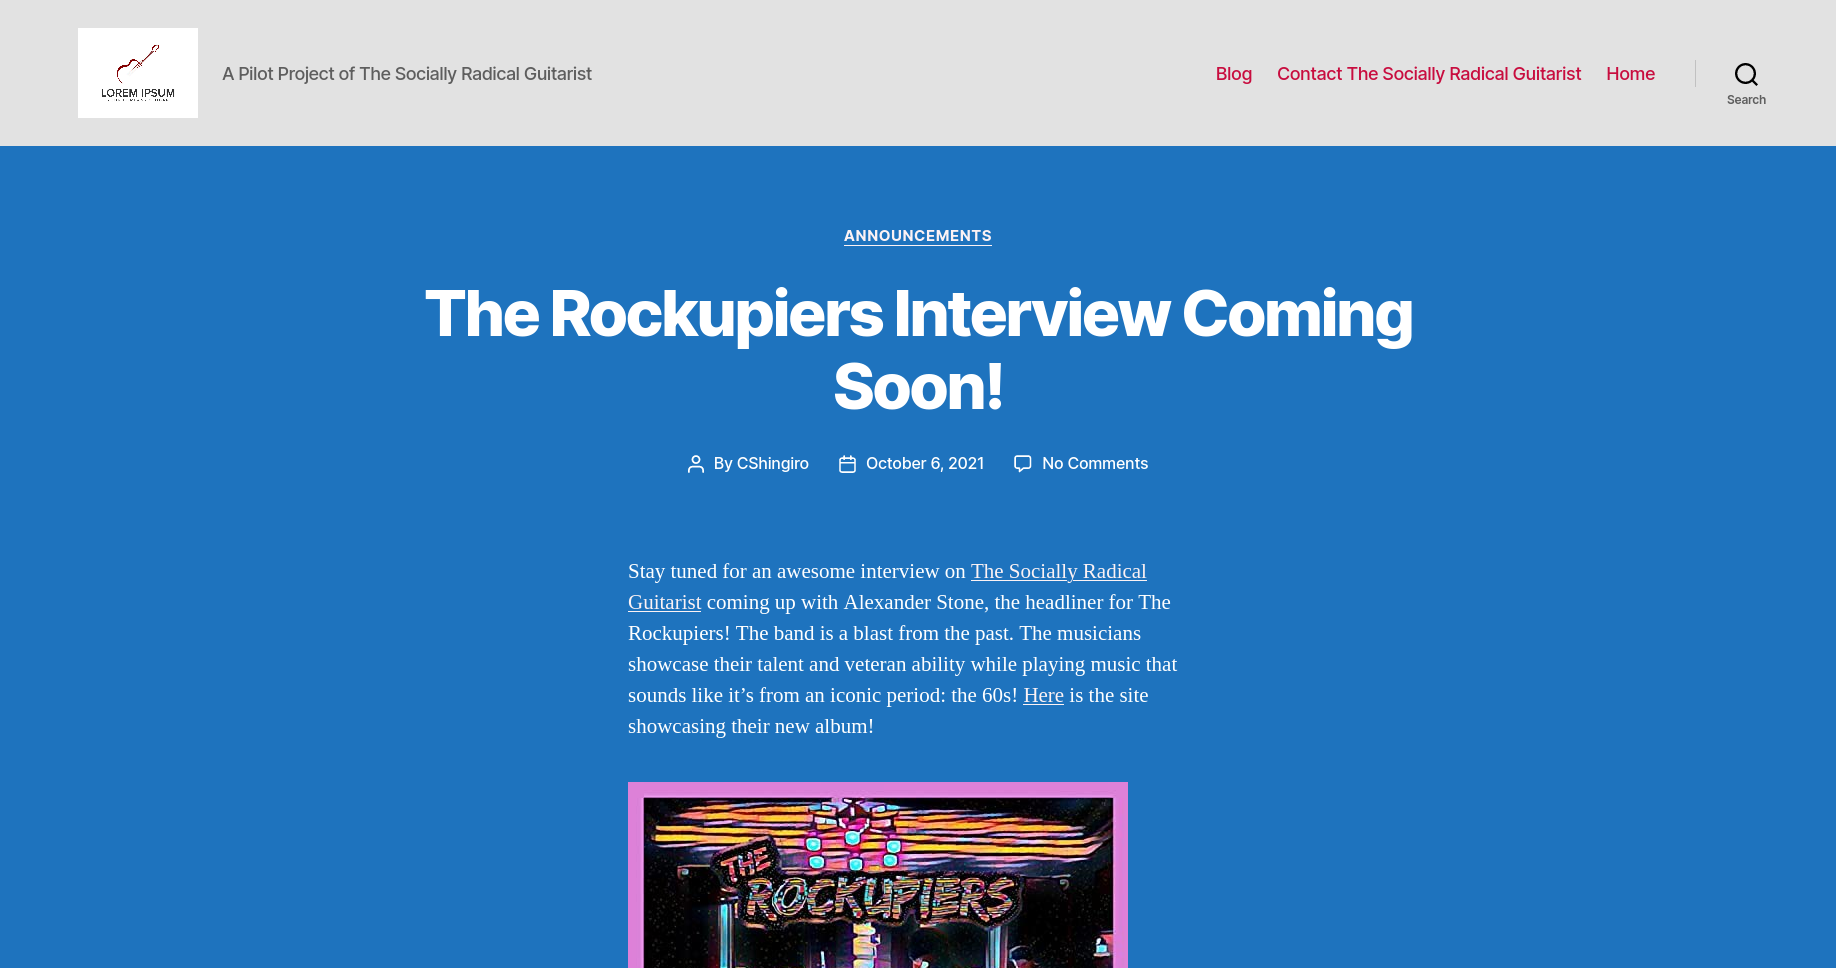 LOREM IPSUM
A Pilot Project of The Socially Radical Guitarist
Blog
Contact The Socially Radical Guitarist
Home
Search
ANNOUNCEMENTS
The Rockupiers Interview Coming
Soon!
By CShingiro
October 6, 2021
No Comments
Stay tuned for an awesome interview on The Socially Radical
Guitarist coming up with Alexander Stone, the headliner for The
Rockupiers! The band is a blast from the past. The musicians
showcase their talent and veteran ability while playing music that
sounds like it’s from an iconic period: the 60s! Here is the site
showcasing their new album!
THE
ROCKUPIERS